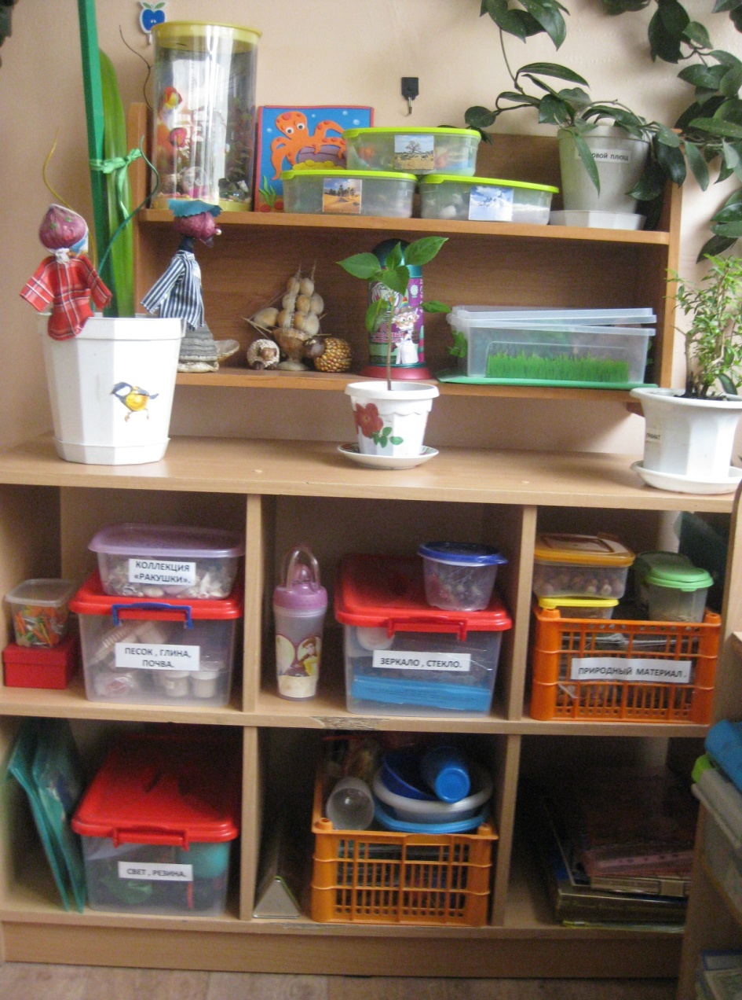 КОЛЛЕКЦИЯ
«РАКУШКИ».
ПЕСОК , ГЛИНА,
ПОЧВА.
ЗЕРКАЛО , СТЕКЛО.
ПРИРОДНЫЙ МАТЕРИАЛ .
СВЕТ , РЕЗИНА.